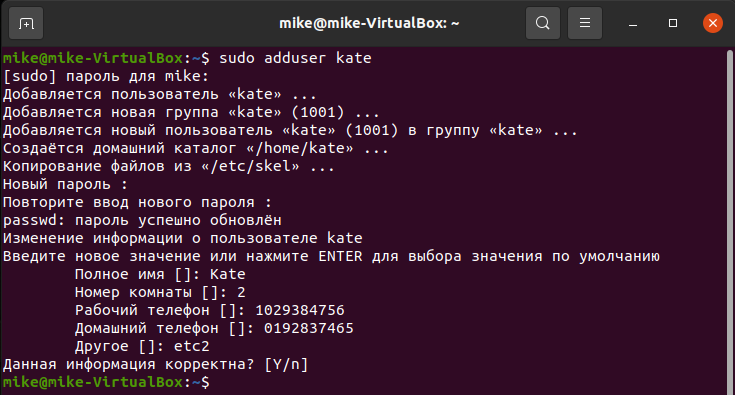 mike@mike-VirtualBox: ~
mike@mike-VirtualBox:~$ sudo adduser kate
[sudo] пароль для mike:
Добавляется пользователь «kate» ...
Добавляется новая группа «kate» (1001) ...
Добавляется новый пользователь «kate» (1001) в группу «kate» ...
Создаётся домашний каталог «/home/kate» ...
Копирование файлов из «/etc/skel» ...
Новый пароль :
Повторите ввод нового пароля :
passwd: пароль успешно обновлён
Изменение информации о пользователе kate
Введите новое значение или нажмите ENTER для выбора значения по умолчанию
        Полное имя []: Kate
        Номер комнаты []: 2
        Рабочий телефон []: 1029384756
        Домашний телефон []: 0192837465
        Другое []: etc2
Данная информация корректна? [Y/n]
mike@mike-VirtualBox:~$